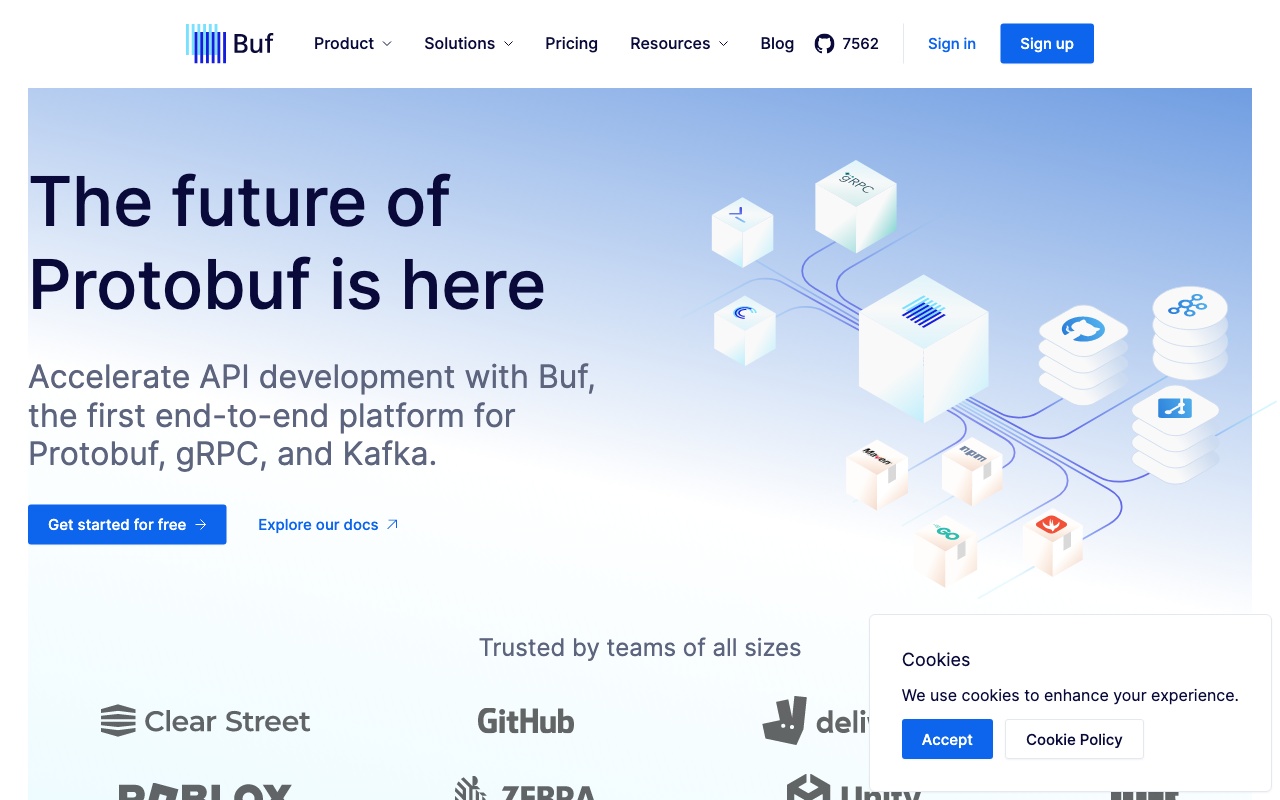 Buf
Product
Solutions
Pricing
Resources
Blog
7562
Sign in
Sign up
The future of
Protobuf is here
Accelerate API development with Buf,
the first end-to-end platform for
Protobuf, gRPC, and Kafka.
Get started for free
Explore our docs
gRPC
Maven
npm
GO
Trusted by teams of all sizes
Clear Street
GitHub
ROBLOX
ZEBRA
Unity
Cookies
We use cookies to enhance your experience.
Accept
Cookie Policy